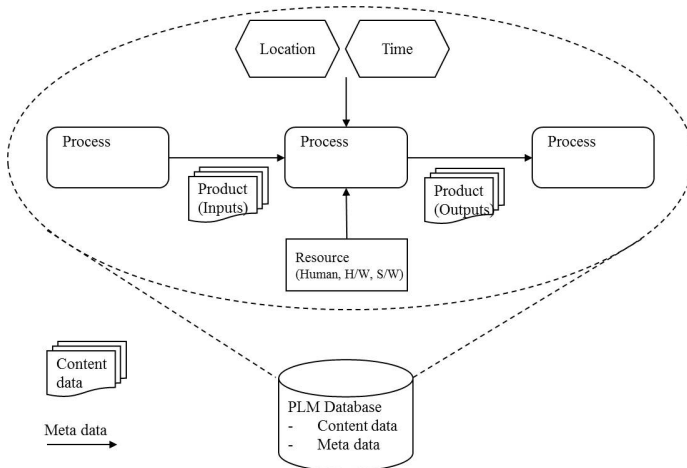 Location
Time
Process
Process
Process
Product
(Inputs)
Product
(Outputs)
Resource
(Human, H/W, S/W)
Content
data
Meta data
PLM Database
- Content data
- Meta data